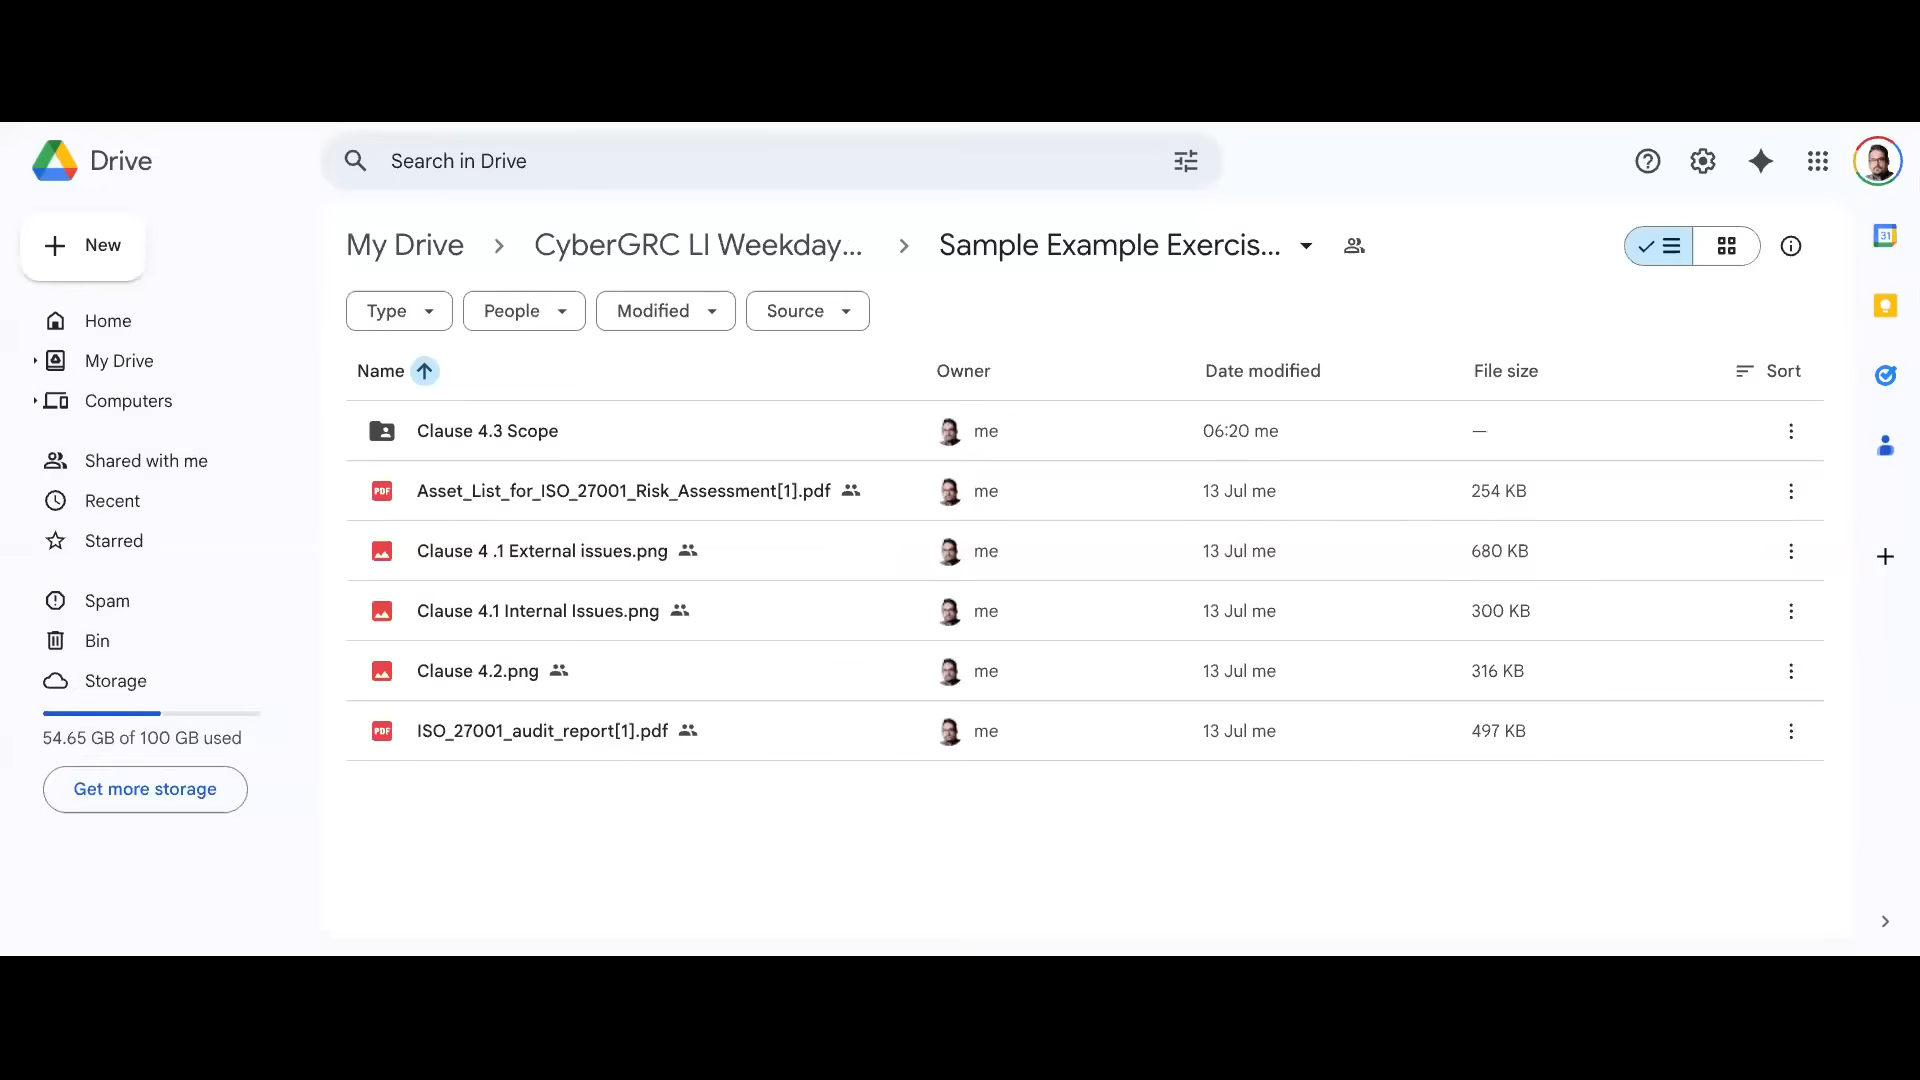 Drive
Search in Drive
New
My Drive > CyberGRC LI Weekday... > Sample Example Exercis...
31
Type
People
Modified
Source
Home
My Drive
Computers
Shared with me
Recent
Starred
Spam
Bin
Storage
54.65 GB of 100 GB used
Get more storage
Name Owner Date modified File size Sort
Clause 4.3 Scope me 06:20 me —
PDF Asset_List_for_ISO_27001_Risk_Assessment[1].pdf me 13 Jul me 254 KB
Clause 4 .1 External issues.png me 13 Jul me 680 KB
Clause 4.1 Internal Issues.png me 13 Jul me 300 KB
Clause 4.2.png me 13 Jul me 316 KB
PDF ISO_27001_audit_report[1].pdf me 13 Jul me 497 KB